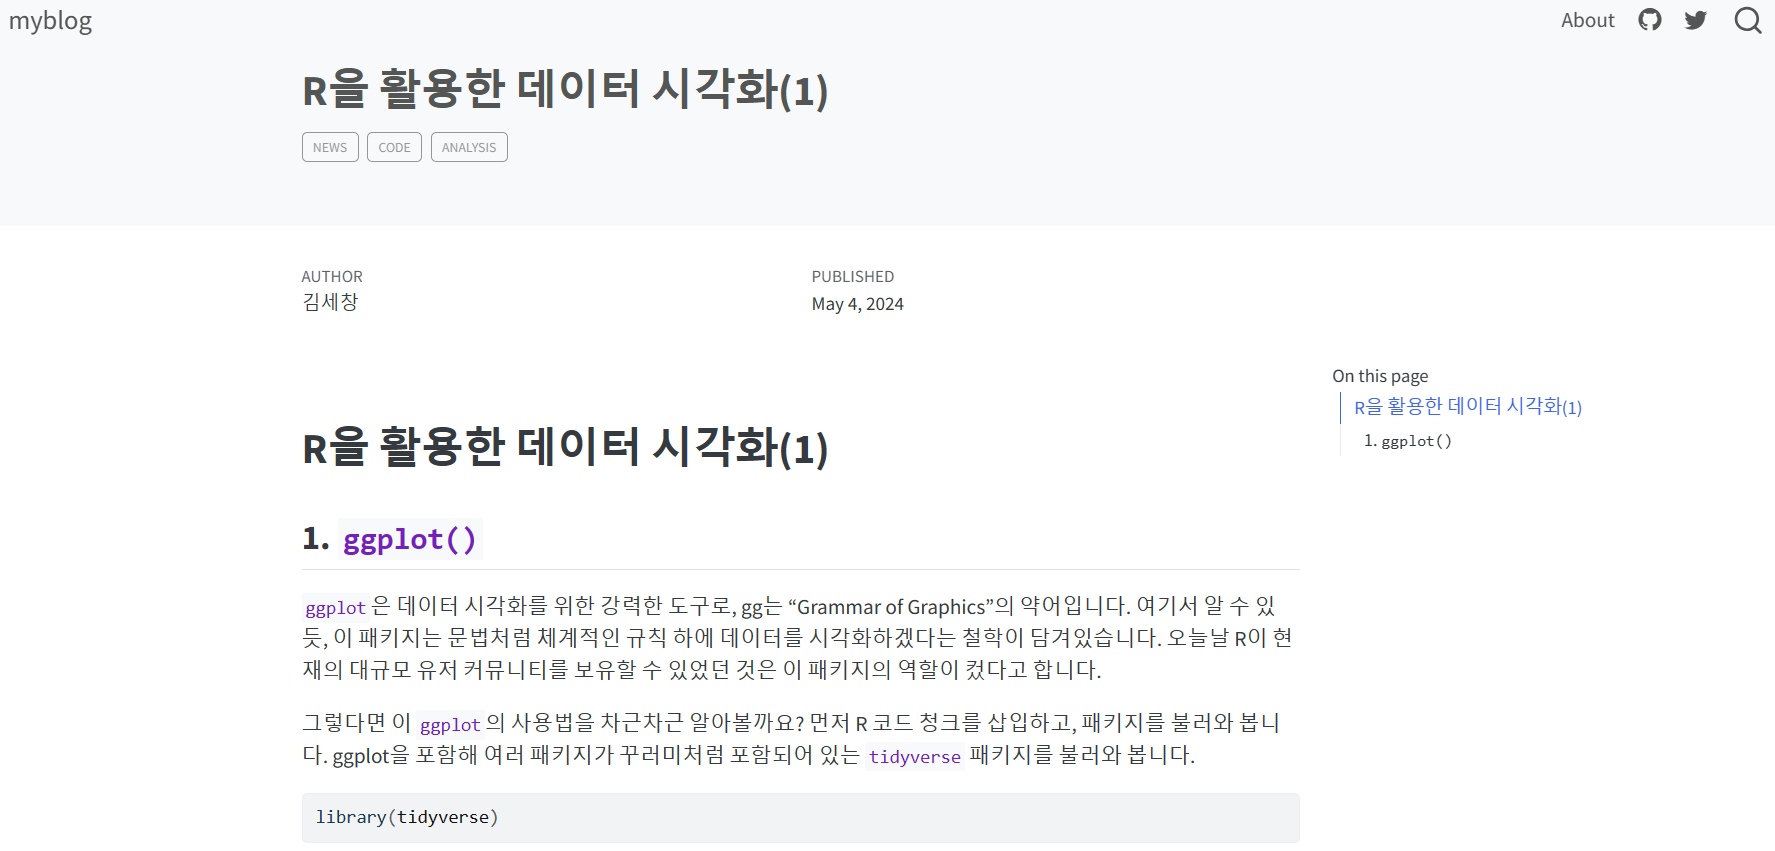 myblog
About
R을 활용한 데이터 시각화(1)
NEWS CODE ANALYSIS
AUTHOR
김세창
PUBLISHED
May 4, 2024
On this page
R을 활용한 데이터 시각화(1)
1. ggplot()
R을 활용한 데이터 시각화(1)
1. ggplot()
ggplot은 데이터 시각화를 위한 강력한 도구로, gg는 “Grammar of Graphics”의 약어입니다. 여기서 알 수 있
듯, 이 패키지는 문법처럼 체계적인 규칙 하에 데이터를 시각화하겠다는 철학이 담겨있습니다. 오늘날 R이 현
재의 대규모 유저 커뮤니티를 보유할 수 있었던 것은 이 패키지의 역할이 컸다고 합니다.
그렇다면 이 ggplot의 사용법을 차근차근 알아볼까요? 먼저 R 코드 청크를 삽입하고, 패키지를 불러와 봅니
다. ggplot을 포함해 여러 패키지가 꾸러미처럼 포함되어 있는 tidyverse 패키지를 불러와 봅니다.
library(tidyverse)